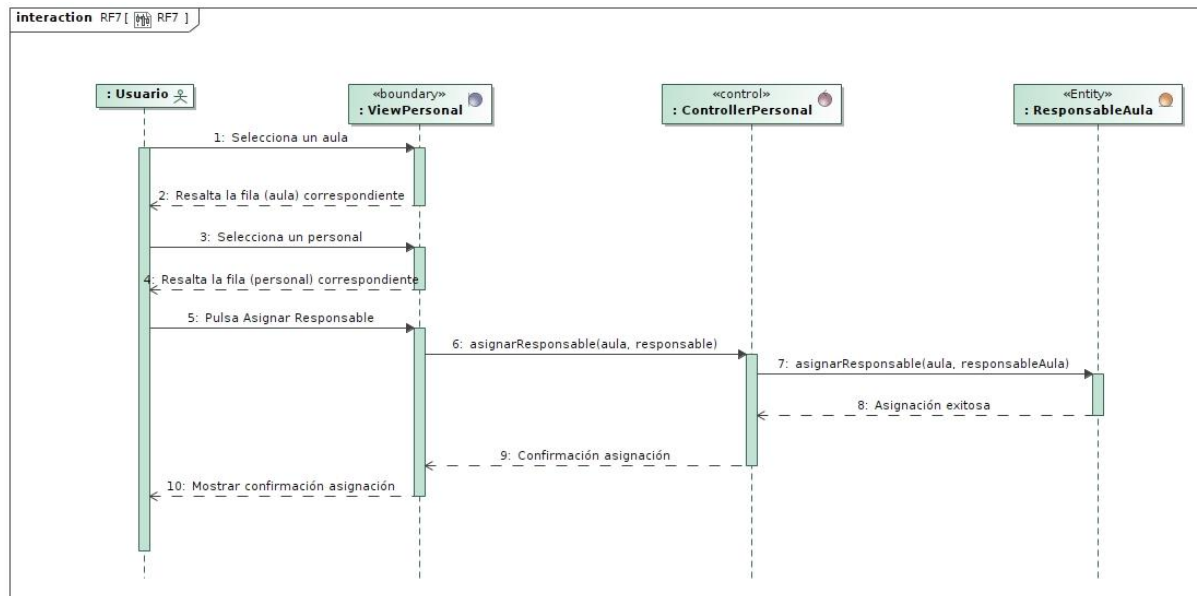 interaction RF7 [ RF7 ]
: Usuario
«boundary»
: ViewPersonal
«control»
: ControllerPersonal
«Entity»
: ResponsableAula
1: Selecciona un aula
2: Resalta la fila (aula) correspondiente
3: Selecciona un personal
4: Resalta la fila (personal) correspondiente
5: Pulsa Asignar Responsable
6: asignarResponsable(aula, responsable)
7: asignarResponsable(aula, responsableAula)
8: Asignación exitosa
9: Confirmación asignación
10: Mostrar confirmación asignación